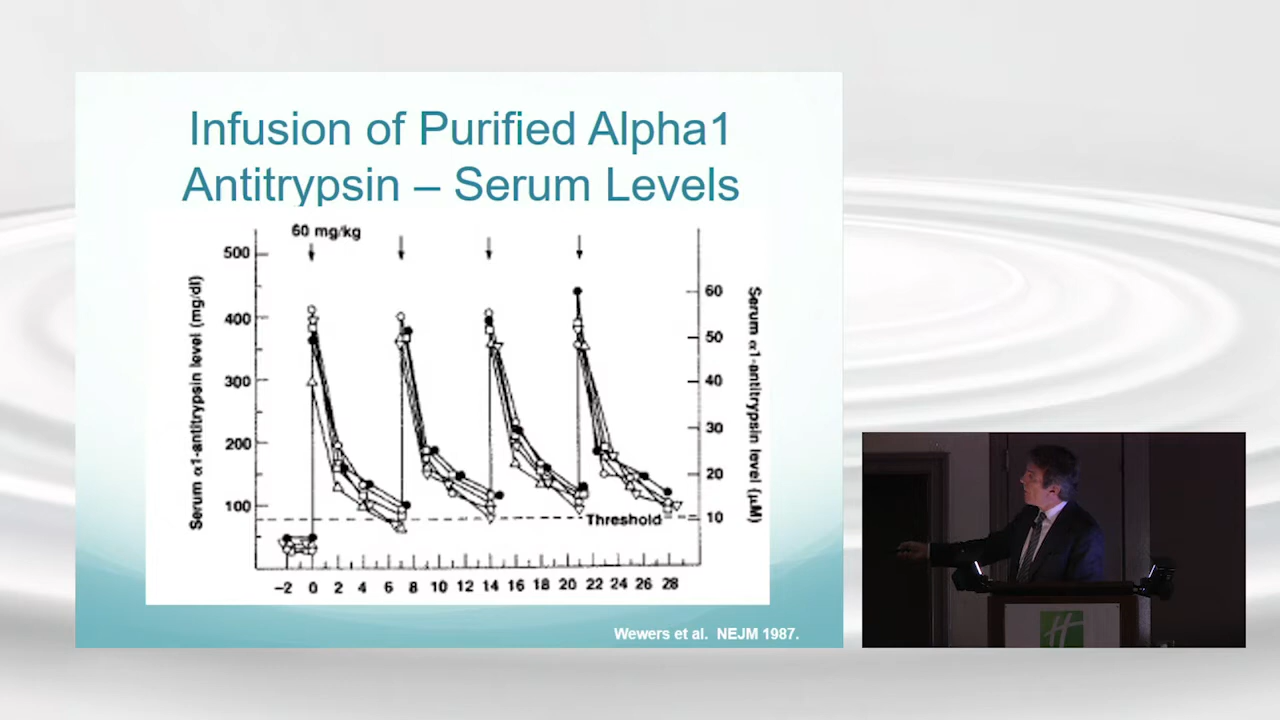 Infusion of Purified Alpha1
Antitrypsin – Serum Levels
60 mg/kg
500
400
300
200
100
Serum α1-antitrypsin level (mg/dl)
60
50
40
30
20
10
Serum α1-antitrypsin level (μM)
Threshold
−2 0 2 4 6 8 10 12 14 16 18 20 22 24 26 28
Wewers et al. NEJM 1987.
H